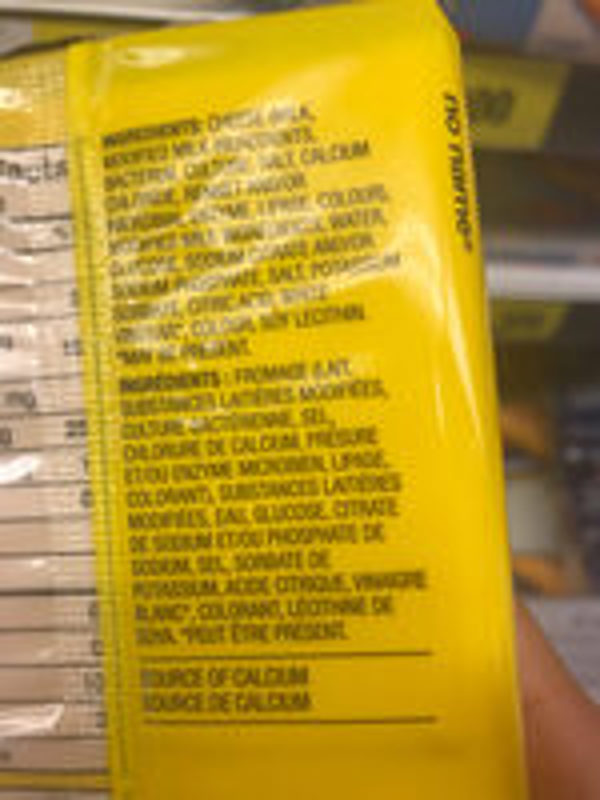 INGREDIENTS: CHEESE (MILK,
MODIFIED MILK INGREDIENTS,
BACTERIAL CULTURE, SALT, CALCIUM
CHLORIDE, RENNET AND/OR
MICROBIAL ENZYME, LIPASE, COLOUR),
MODIFIED MILK INGREDIENTS, WATER,
GLUCOSE, SODIUM CITRATE AND/OR
SODIUM PHOSPHATE, SALT, POTASSIUM
SORBATE, CITRIC ACID, WHITE
VINEGAR*, COLOUR, SOY LECITHIN.
*MAY BE PRESENT.
INGRÉDIENTS : FROMAGE (LAIT,
SUBSTANCES LAITIÈRES MODIFIÉES,
CULTURE BACTÉRIENNE, SEL,
CHLORURE DE CALCIUM, PRÉSURE
ET/OU ENZYME MICROBIEN, LIPASE,
COLORANT), SUBSTANCES LAITIÈRES
MODIFIÉES, EAU, GLUCOSE, CITRATE
DE SODIUM ET/OU PHOSPHATE DE
SODIUM, SEL, SORBATE DE
POTASSIUM, ACIDE CITRIQUE, VINAIGRE
BLANC*, COLORANT, LÉCITHINE DE
SOYA. *PEUT ÊTRE PRÉSENT.
SOURCE OF CALCIUM
SOURCE DE CALCIUM
no name
mg